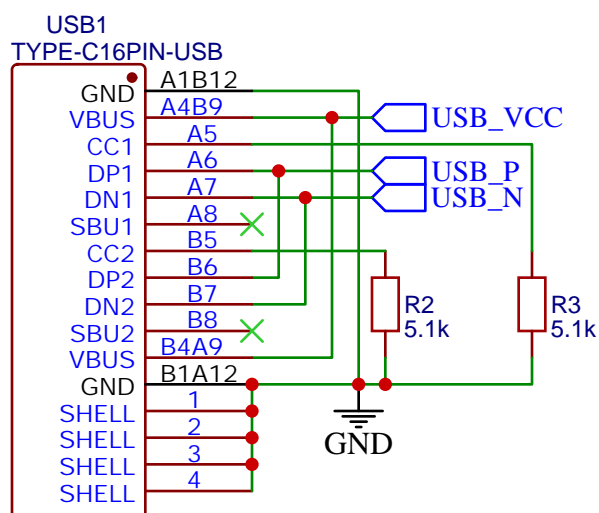 USB1
TYPE-C16PIN-USB
GND A1B12
VBUS A4B9 USB_VCC
CC1 A5
DP1 A6 USB_P
DN1 A7 USB_N
SBU1 A8
CC2 B5
DP2 B6
DN2 B7 R2 R3
SBU2 B8 5.1k 5.1k
VBUS B4A9
GND B1A12
SHELL 1
SHELL 2 GND
SHELL 3
SHELL 4